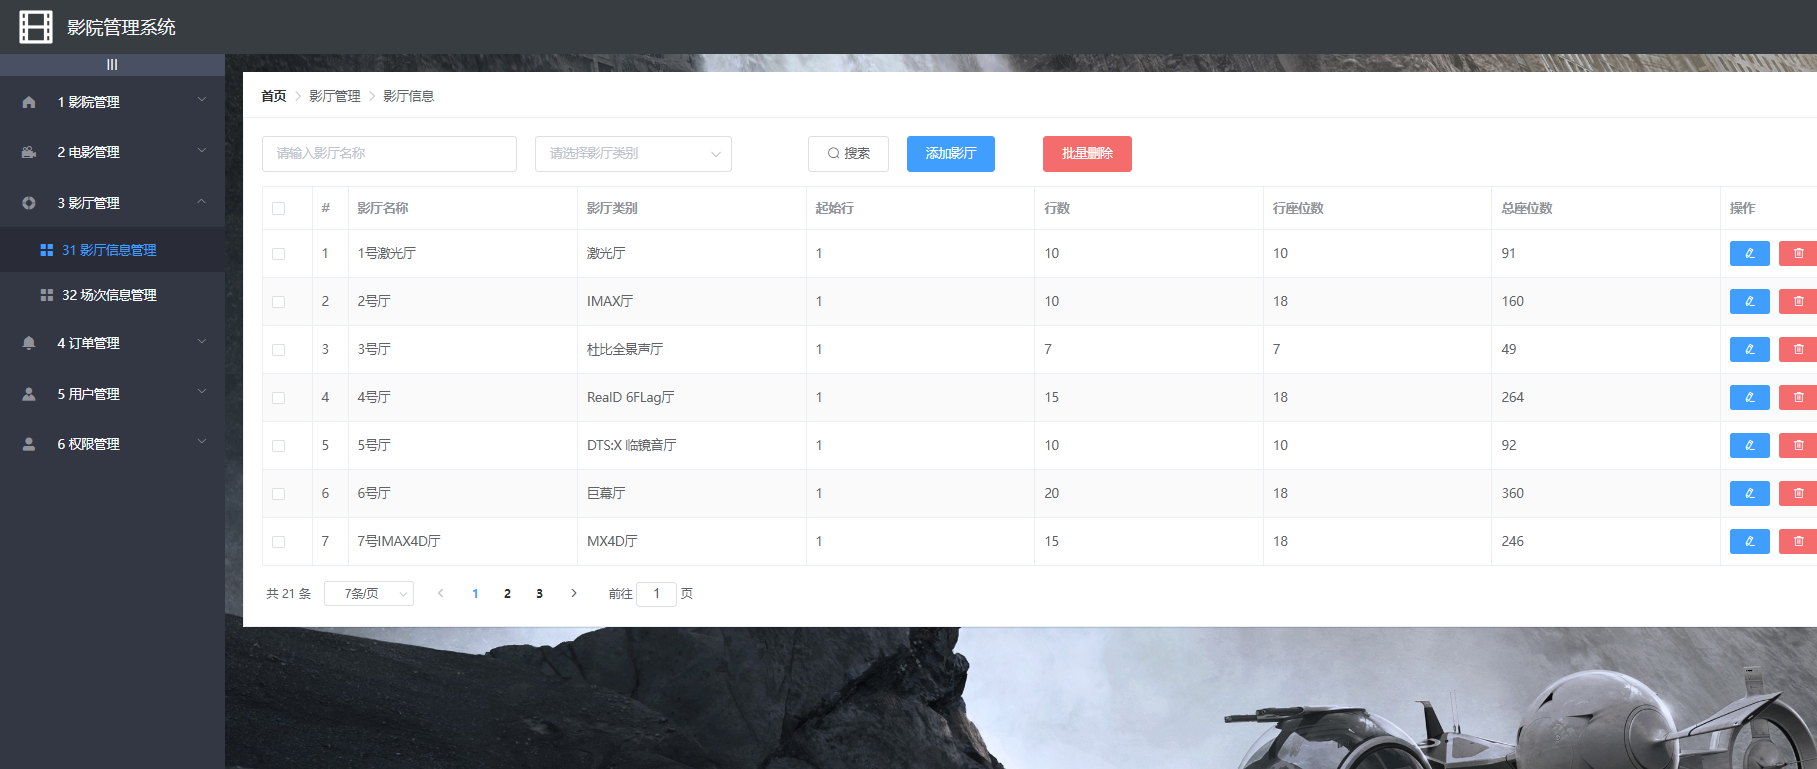 影院管理系统
1 影院管理
2 电影管理
3 影厅管理
31 影厅信息管理
32 场次信息管理
4 订单管理
5 用户管理
6 权限管理
首页 影厅管理 影厅信息
请输入影厅名称 请选择影厅类别 搜索 添加影厅 批量删除
# 影厅名称 影厅类别 起始行 行数 行座位数 总座位数 操作
1 1号激光厅 激光厅 1 10 10 91
2 2号厅 IMAX厅 1 10 18 160
3 3号厅 杜比全景声厅 1 7 7 49
4 4号厅 RealD 6FLag厅 1 15 18 264
5 5号厅 DTS:X 临镜音厅 1 10 10 92
6 6号厅 巨幕厅 1 20 18 360
7 7号IMAX4D厅 MX4D厅 1 15 18 246
共 21 条 7条/页 1 2 3 前往 1 页